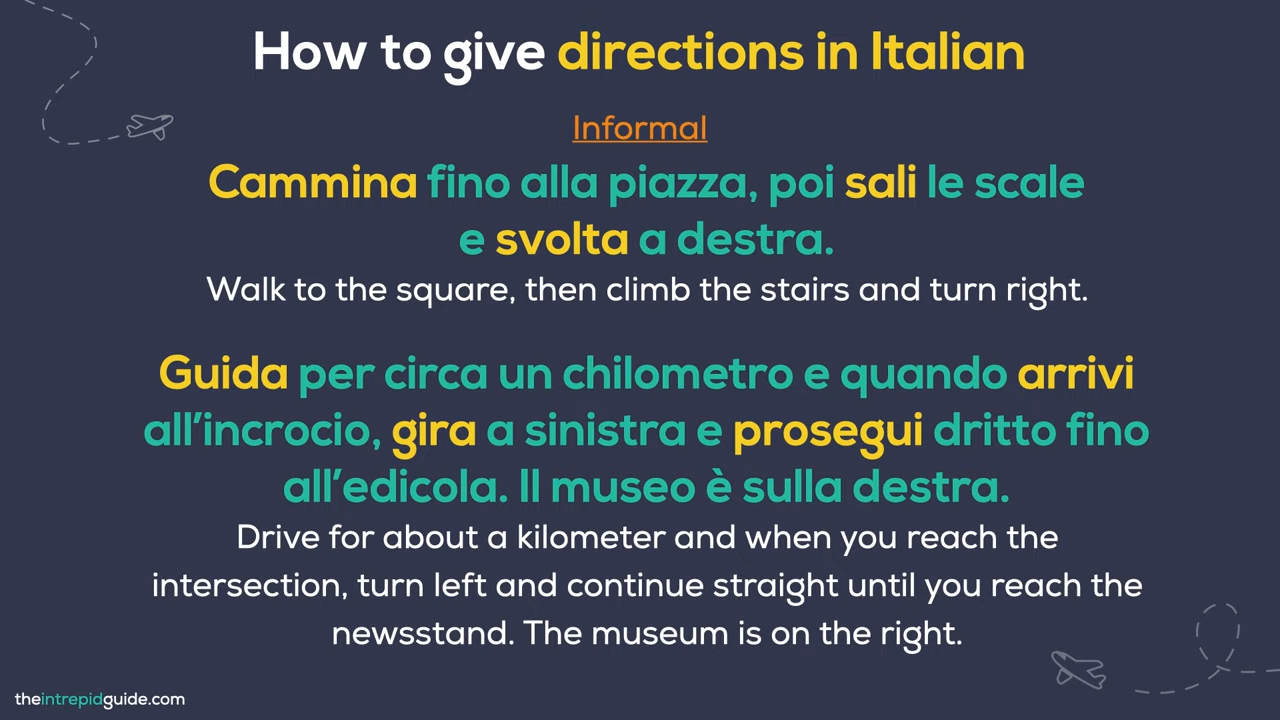 How to give directions in Italian
Informal
Cammina fino alla piazza, poi sali le scale
e svolta a destra.
Walk to the square, then climb the stairs and turn right.
Guida per circa un chilometro e quando arrivi
all’incrocio, gira a sinistra e prosegui dritto fino
all’edicola. Il museo è sulla destra.
Drive for about a kilometer and when you reach the
intersection, turn left and continue straight until you reach the
newsstand. The museum is on the right.
theintrepidguide.com